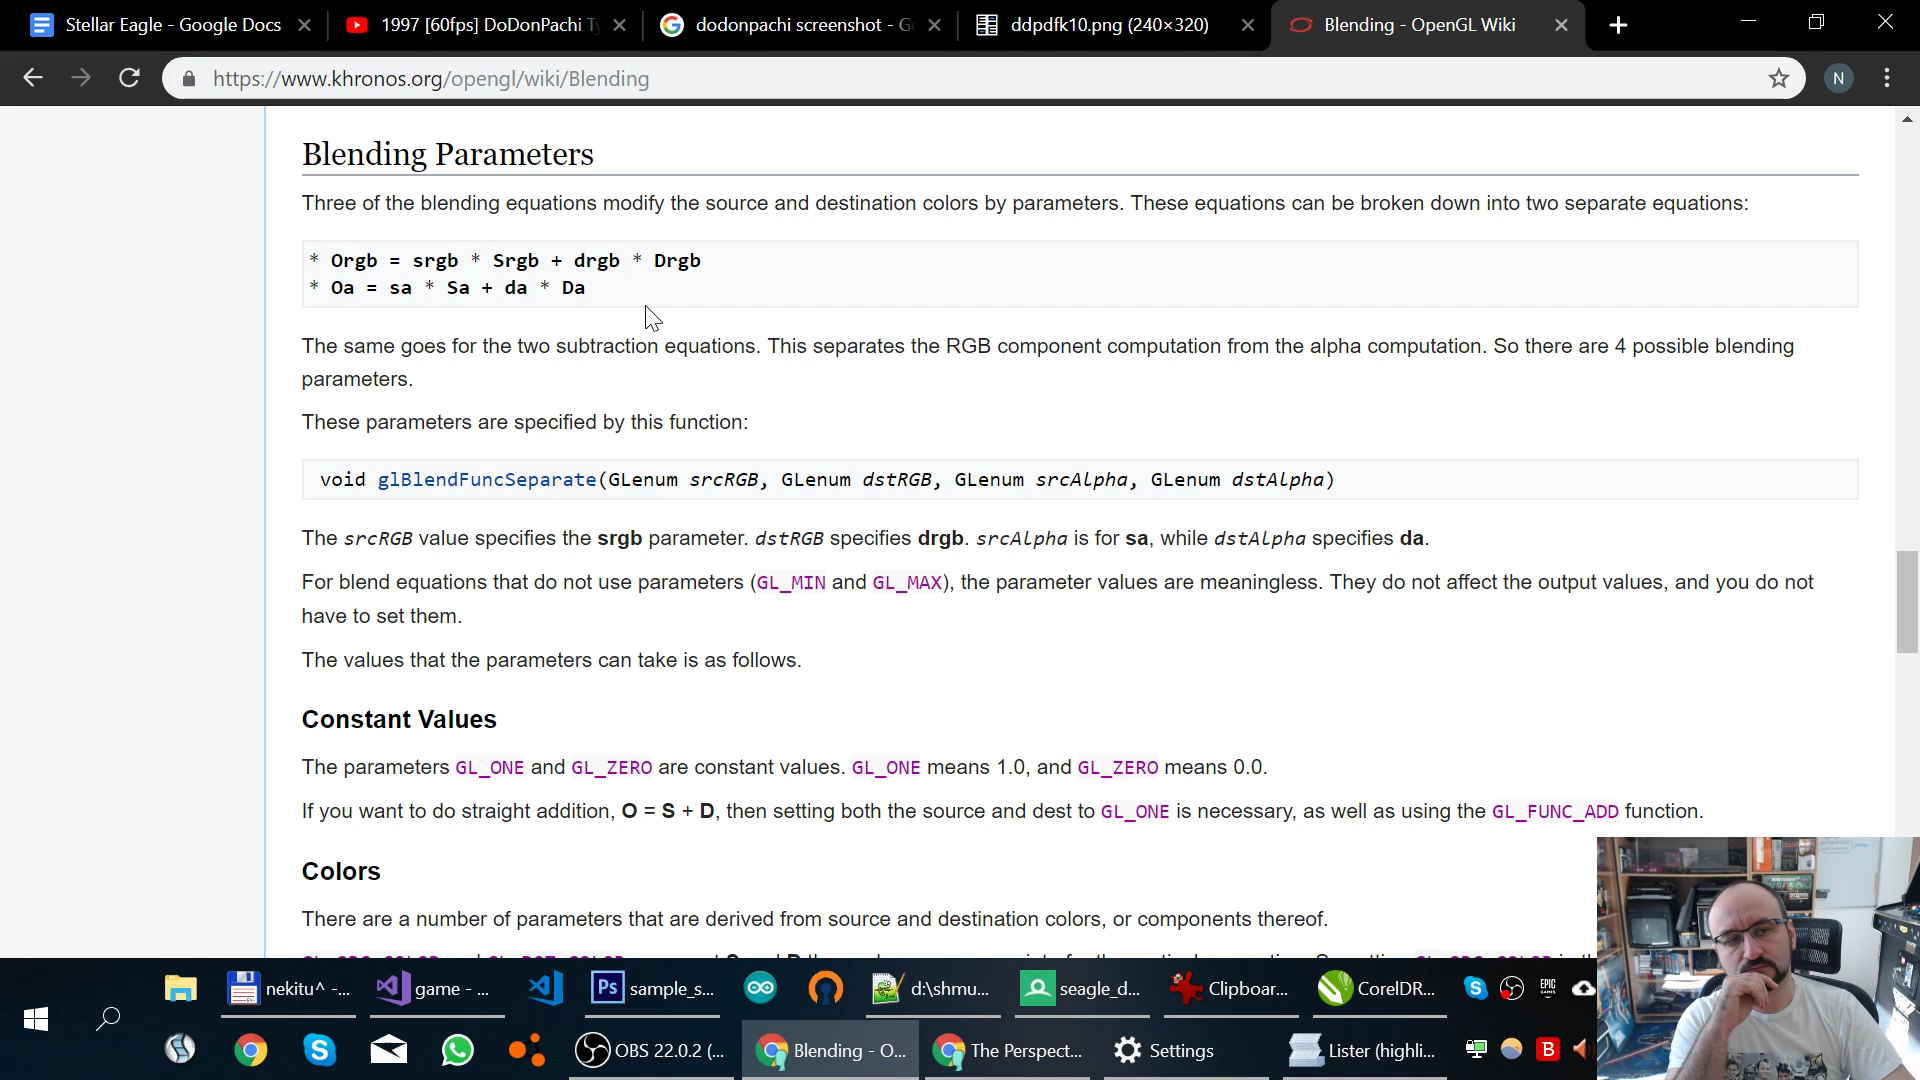 Stellar Eagle - Google Docs
1997 [60fps] DoDonPachi Ty
dodonpachi screenshot - G
ddpdfk10.png (240×320)
Blending - OpenGL Wiki
https://www.khronos.org/opengl/wiki/Blending
N
Blending Parameters
Three of the blending equations modify the source and destination colors by parameters. These equations can be broken down into two separate equations:
* Orgb = srgb * Srgb + drgb * Drgb
* Oa = sa * Sa + da * Da
The same goes for the two subtraction equations. This separates the RGB component computation from the alpha computation. So there are 4 possible blending
parameters.
These parameters are specified by this function:
void glBlendFuncSeparate(GLenum srcRGB, GLenum dstRGB, GLenum srcAlpha, GLenum dstAlpha)
The srcRGB value specifies the srgb parameter. dstRGB specifies drgb. srcAlpha is for sa, while dstAlpha specifies da.
For blend equations that do not use parameters (GL_MIN and GL_MAX), the parameter values are meaningless. They do not affect the output values, and you do not
have to set them.
The values that the parameters can take is as follows.
Constant Values
The parameters GL_ONE and GL_ZERO are constant values. GL_ONE means 1.0, and GL_ZERO means 0.0.
If you want to do straight addition, O = S + D, then setting both the source and dest to GL_ONE is necessary, as well as using the GL_FUNC_ADD function.
Colors
There are a number of parameters that are derived from source and destination colors, or components thereof.
nekitu^ -...
game - ...
Ps
sample_s...
d:\shmu...
seagle_d...
Clipboar...
CorelDR...
EPIC
GAMES
OBS 22.0.2 (...
Blending - O...
The Perspect...
Settings
Lister (highli...
B